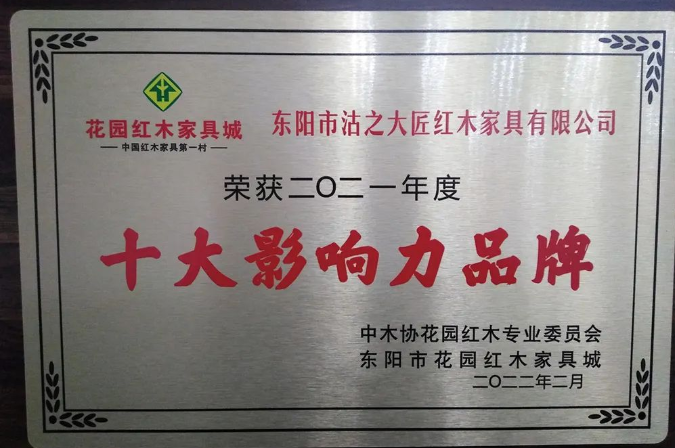 花园红木家具城
中国红木家具第一村
东阳市沽之大匠红木家具有限公司
荣获二〇二一年度
十大影响力品牌
中木协花园红木专业委员会
东阳市花园红木家具城
二〇二二年二月